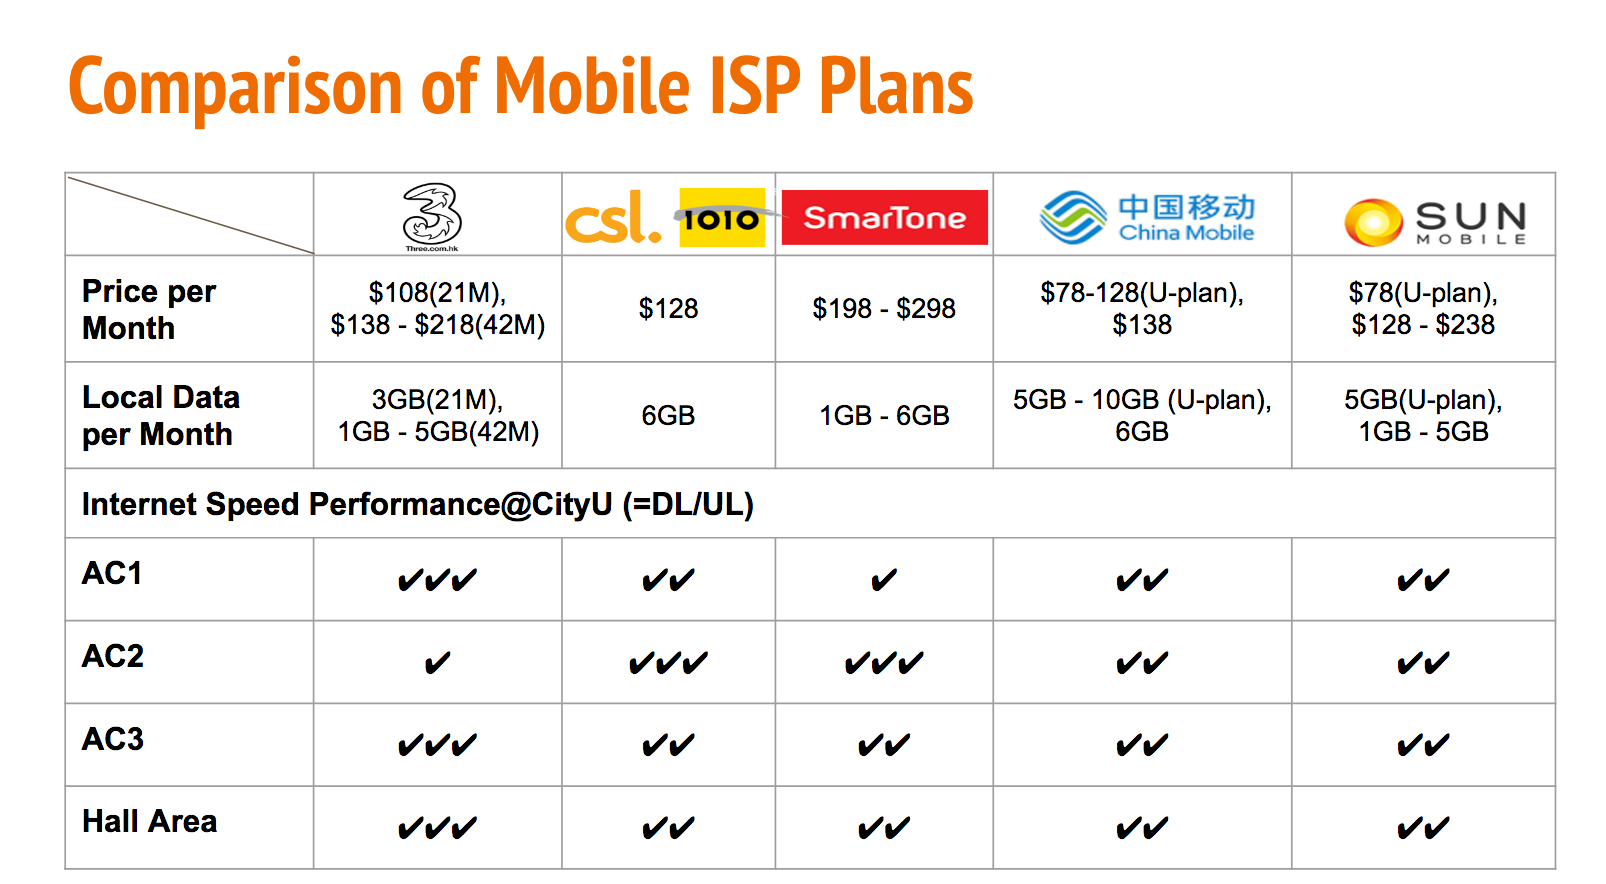 Comparison of Mobile ISP Plans
3
Three.com.hk
csl. 1O1O
SmarTone
中国移动
China Mobile
SUN
MOBILE
Price per
Month
$108(21M),
$138 - $218(42M)
$128
$198 - $298
$78-128(U-plan),
$138
$78(U-plan),
$128 - $238
Local Data
per Month
3GB(21M),
1GB - 5GB(42M)
6GB
1GB - 6GB
5GB - 10GB (U-plan),
6GB
5GB(U-plan),
1GB - 5GB
Internet Speed Performance@CityU (=DL/UL)
AC1 ✔✔✔ ✔✔ ✔ ✔✔ ✔✔
AC2 ✔ ✔✔✔ ✔✔✔ ✔✔ ✔✔
AC3 ✔✔✔ ✔✔ ✔✔ ✔✔ ✔✔
Hall Area ✔✔✔ ✔✔ ✔✔ ✔✔ ✔✔